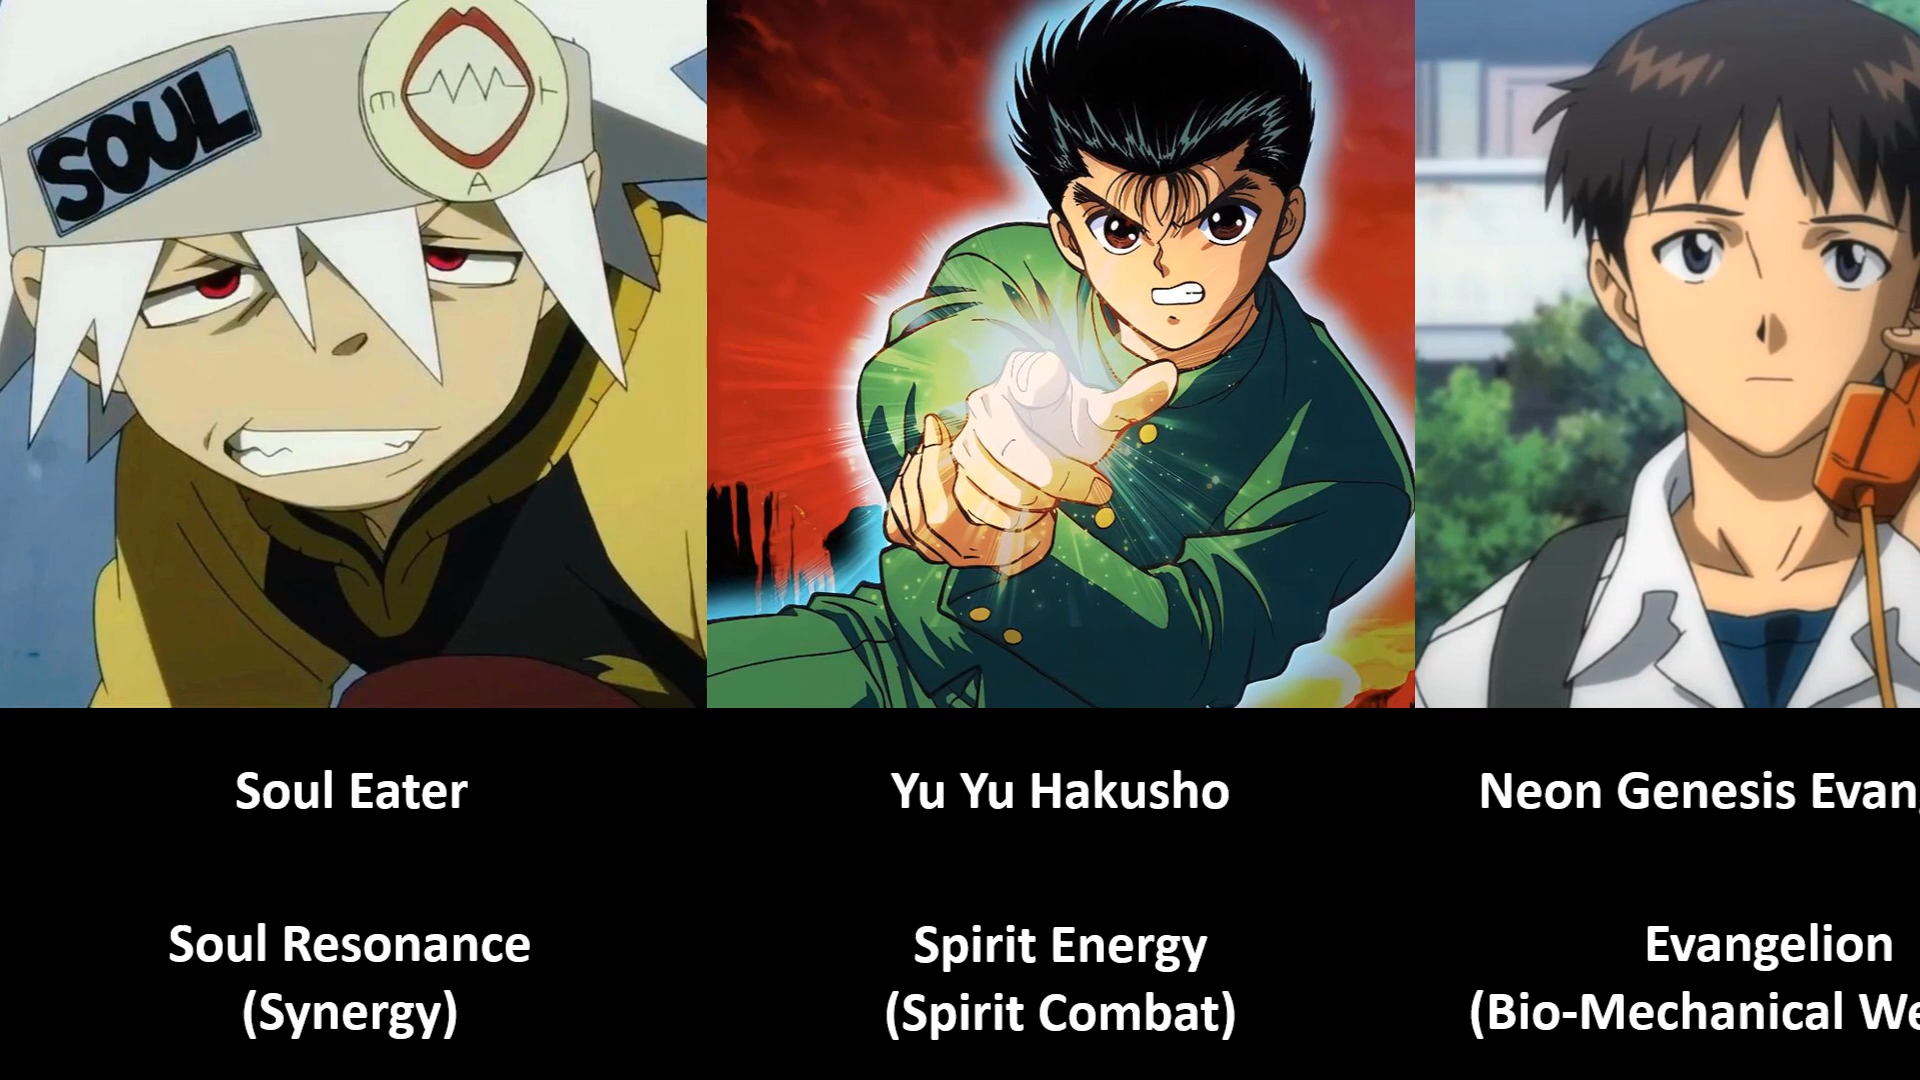 SOUL
E T
A
Soul Eater
Yu Yu Hakusho
Neon Genesis Evan
Soul Resonance
(Synergy)
Spirit Energy
(Spirit Combat)
Evangelion
(Bio-Mechanical We